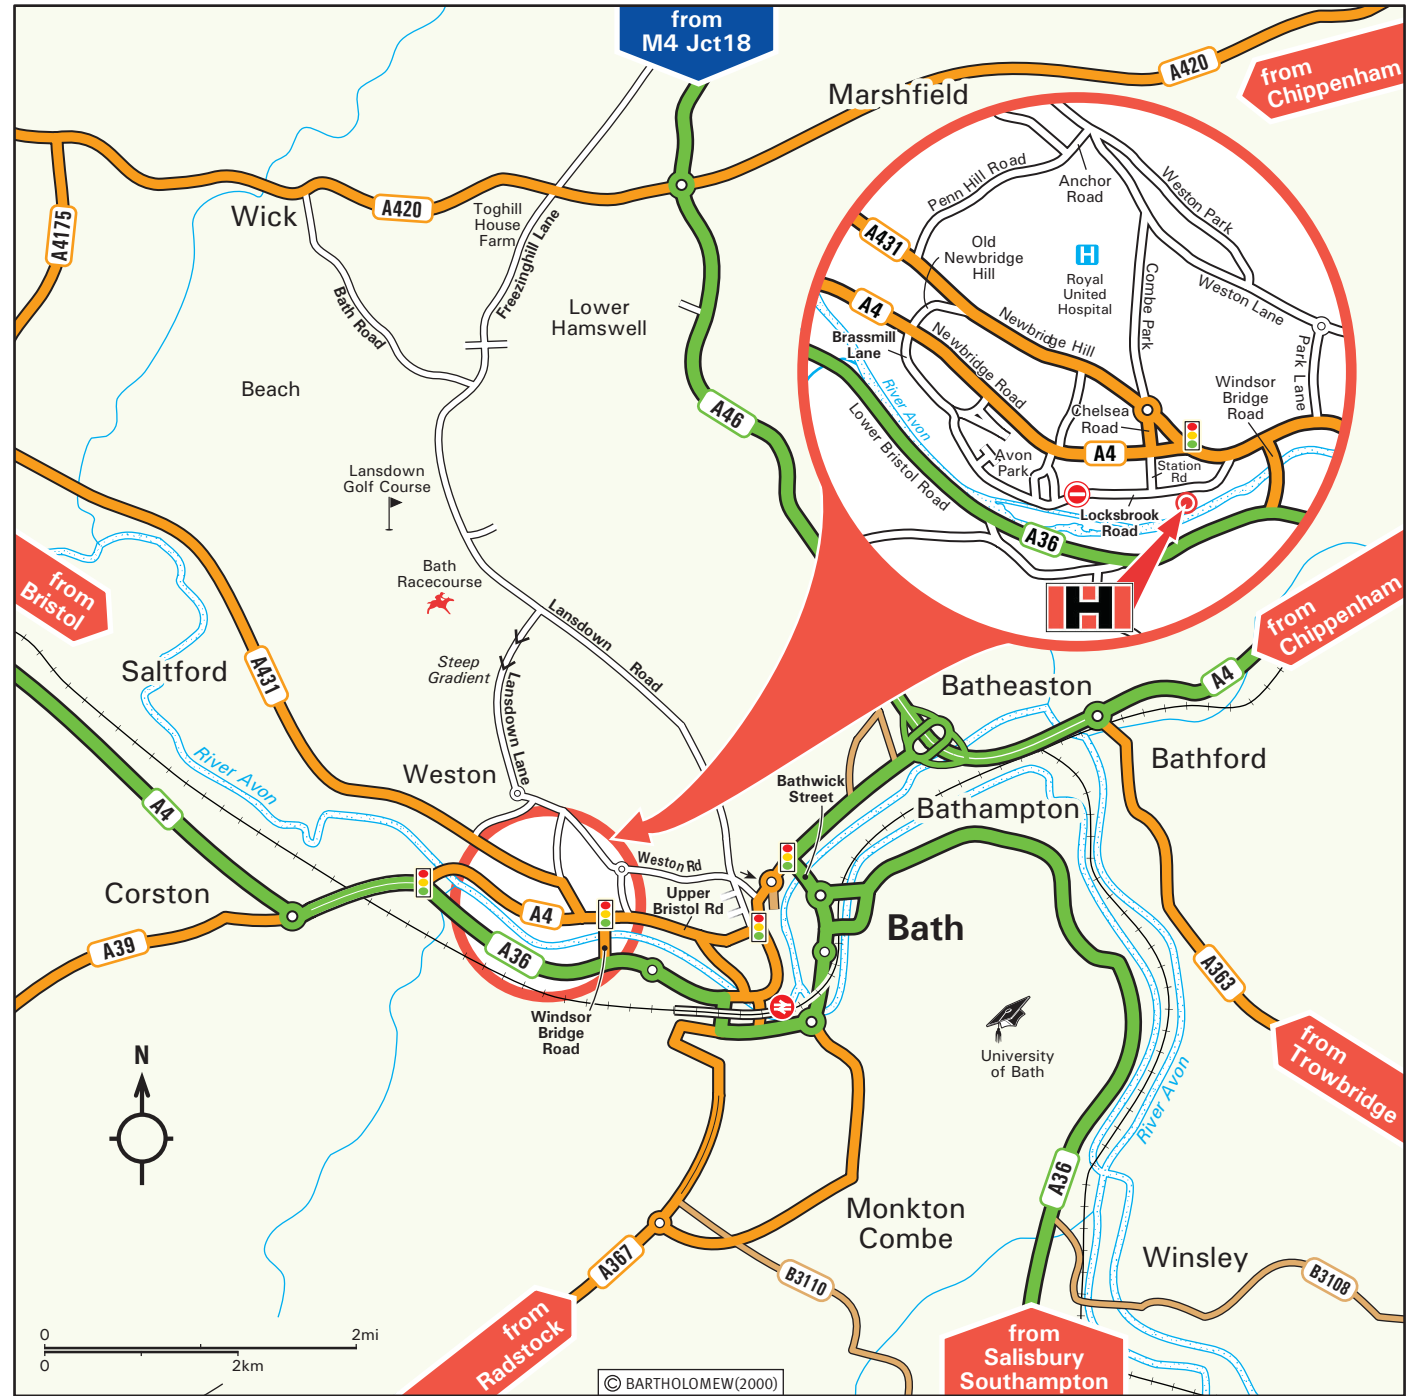 from
M4 Jct18
A420
from
Chippenham
Marshfield
A4175
Wick
A420
Toghill
House
Farm
Freezinghill Lane
Bath Road
Lower
Hamswell
Beach
A46
Lansdown
Golf Course
Bath
Racecourse
Penn Hill Road
Anchor
Road
Weston Park
A431
Old
Newbridge
Hill
H
Royal
United
Hospital
Combe Park
Weston Lane
A4
Brassmill
Lane
Newbridge Road
Newbridge Hill
Park Lane
River Avon
Lower Bristol Road
Windsor
Bridge
Road
Chelsea
Road
A4
Avon
Park
Station
Rd
Locksbrook
Road
A36
H
from
Bristol
from
Chippenham
Lansdown
Road
Steep
Gradient
Lansdown Lane
Saltford
A431
Batheaston
A4
River Avon
Weston
Bathwick
Street
Bathford
Bathampton
A4
Weston Rd
Upper
Bristol Rd
Corston
A4
A39
A36
Bath
A363
Windsor
Bridge
Road
University
of Bath
from
Trowbridge
River Avon
N
A36
Monkton
Combe
Winsley
A367
B3110
B3108
from
Radstock
from
Salisbury
Southampton
0
2mi
0
2km
© BARTHOLOMEW(2000)